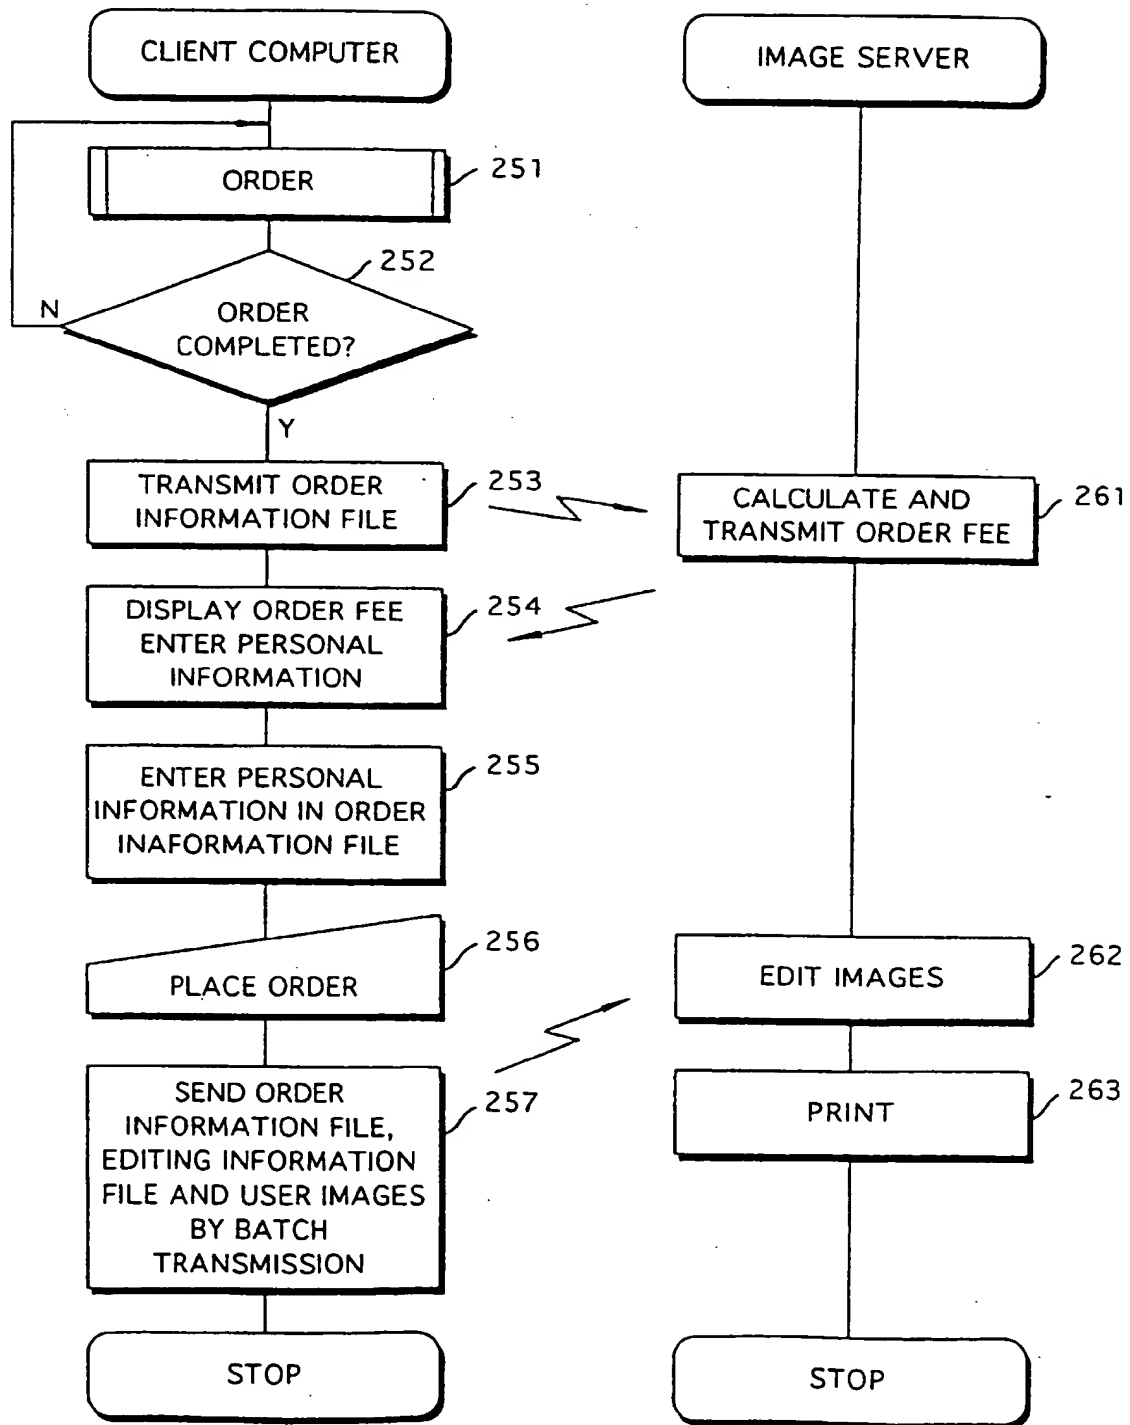 CLIENT COMPUTER
IMAGE SERVER
ORDER
251
252
N
ORDER
COMPLETED?
Y
TRANSMIT ORDER
INFORMATION FILE
253
CALCULATE AND
TRANSMIT ORDER FEE
261
DISPLAY ORDER FEE
ENTER PERSONAL
INFORMATION
254
ENTER PERSONAL
INFORMATION IN ORDER
INAFORMATION FILE
255
PLACE ORDER
256
EDIT IMAGES
262
SEND ORDER
INFORMATION FILE,
EDITING INFORMATION
FILE AND USER IMAGES
BY BATCH
TRANSMISSION
257
PRINT
263
STOP
STOP